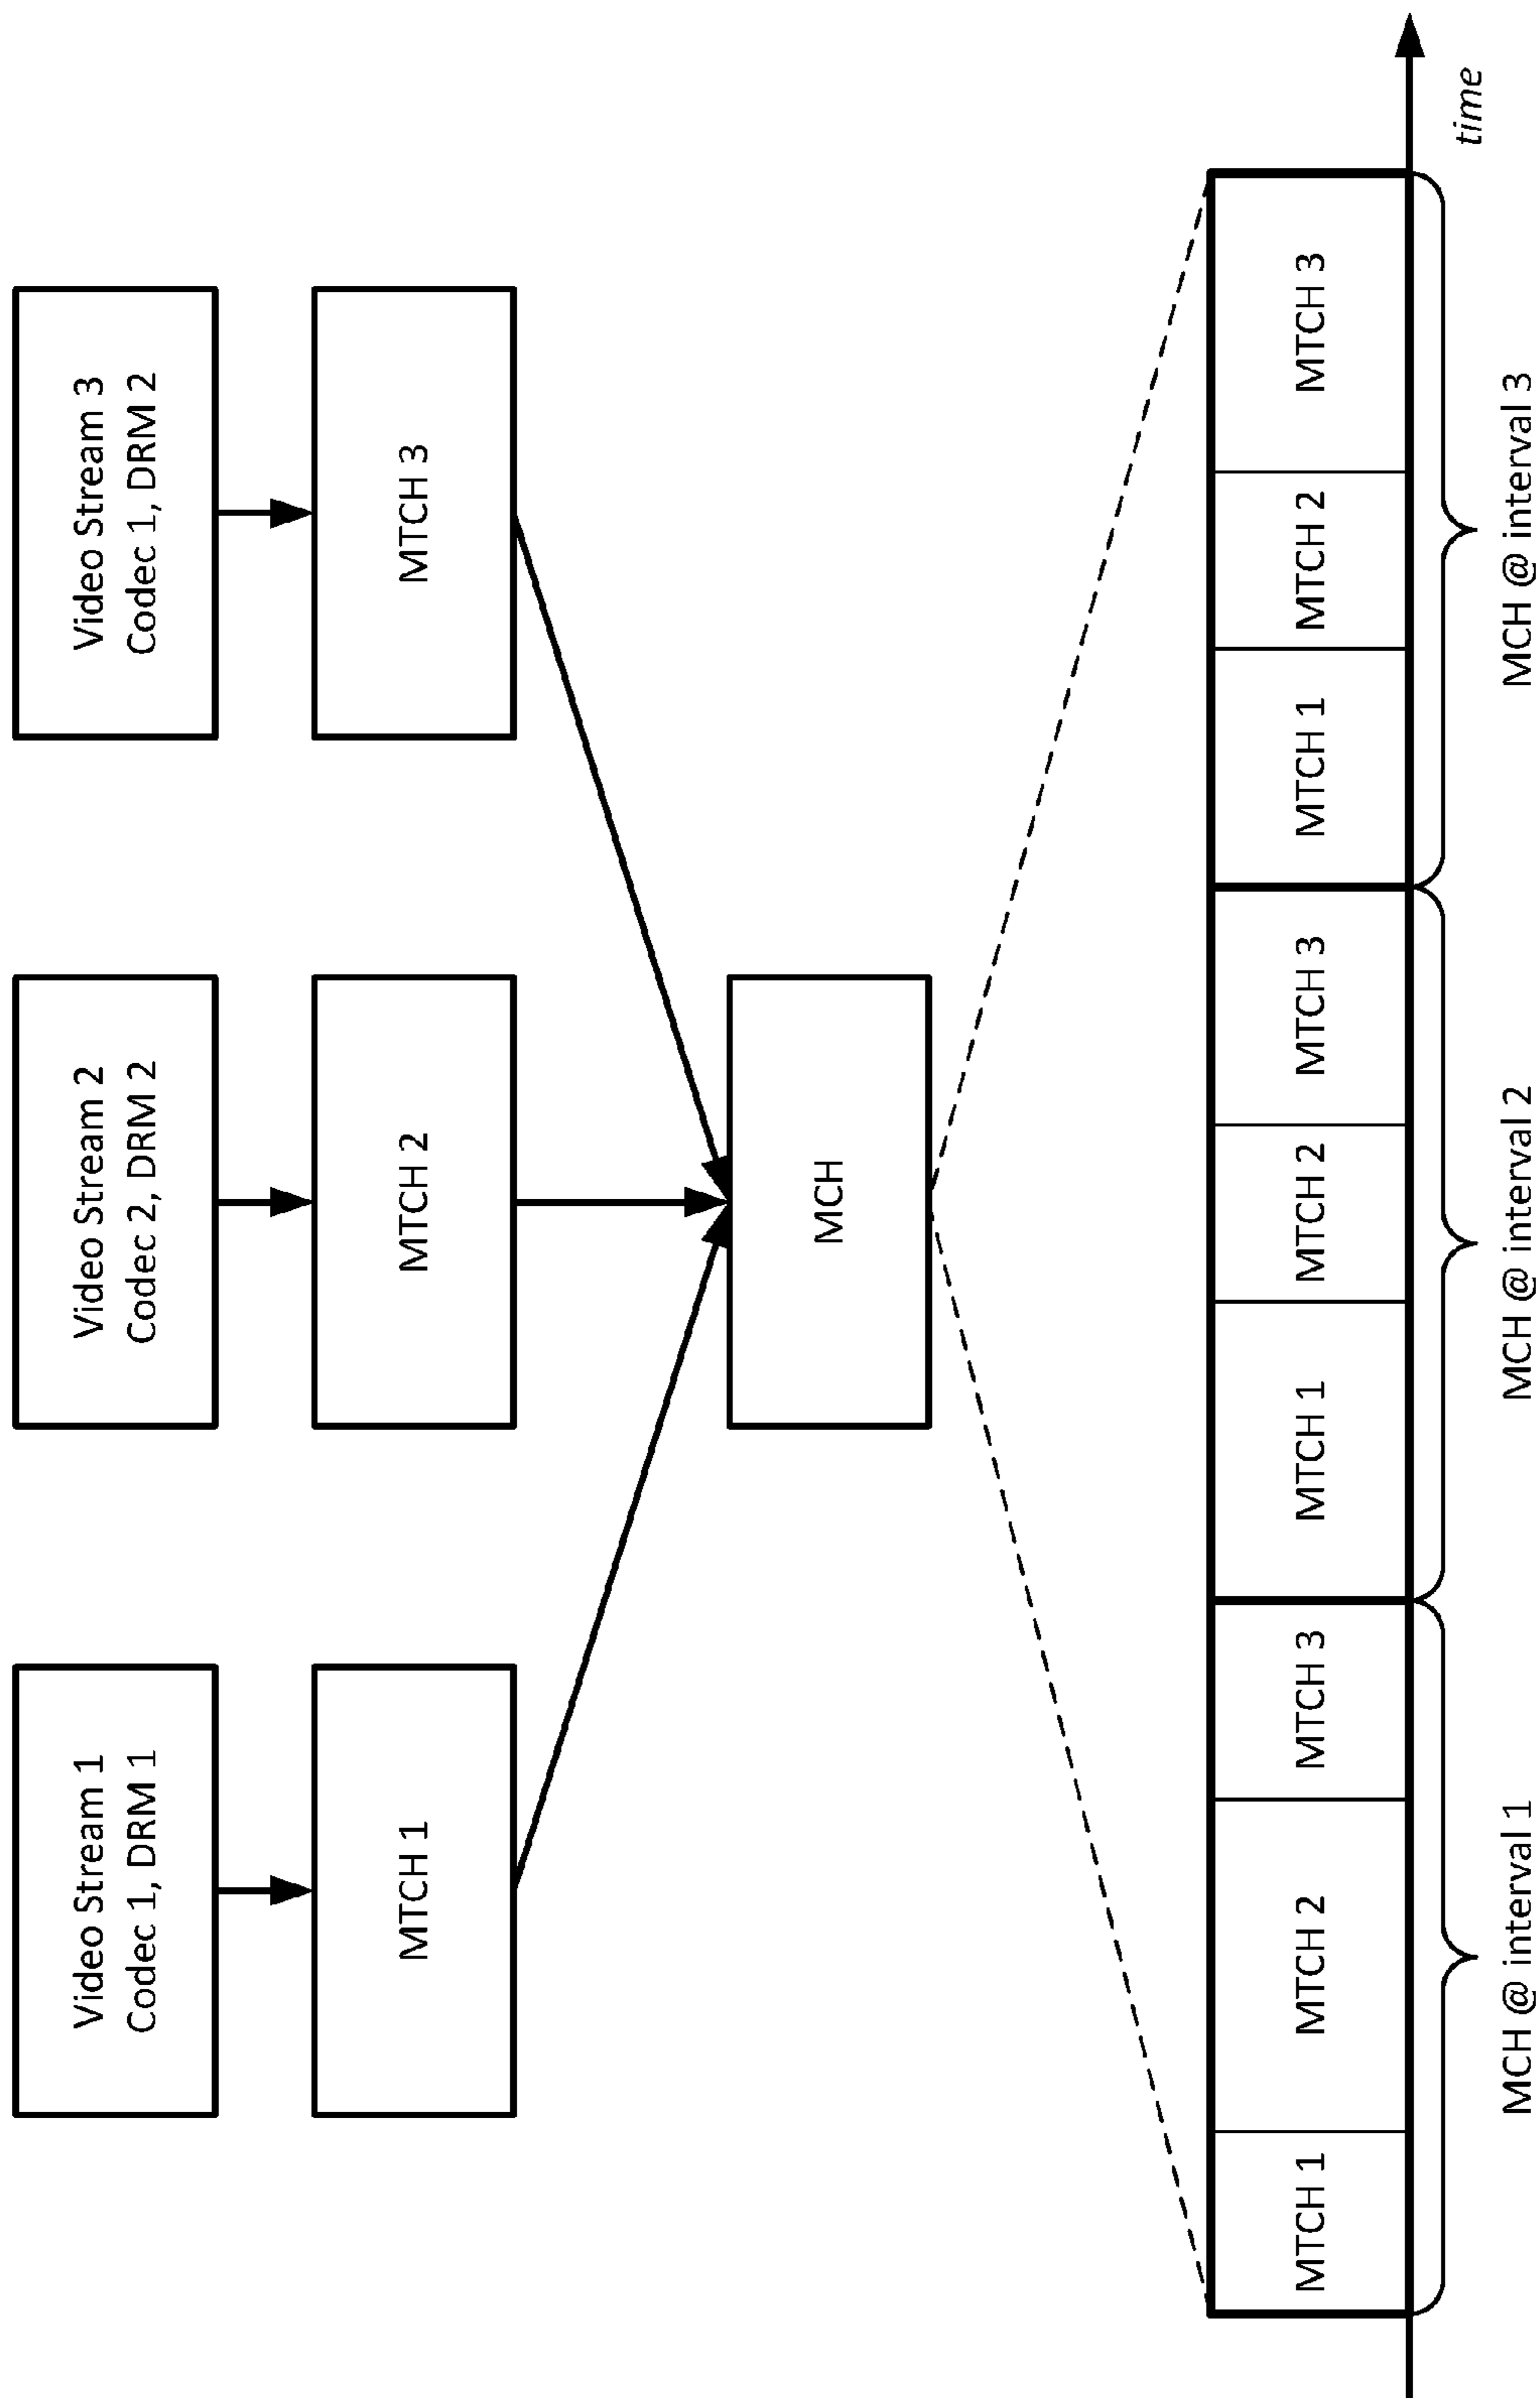 Video Stream 1
Codec 1, DRM 1
Video Stream 2
Codec 2, DRM 2
Video Stream 3
Codec 1, DRM 2
MTCH 1
MTCH 2
MTCH 3
MCH
MTCH 1
MTCH 2
MTCH 3
MTCH 1
MTCH 2
MTCH 3
MTCH 1
MTCH 2
MTCH 3
time
MCH @ interval 1
MCH @ interval 2
MCH @ interval 3